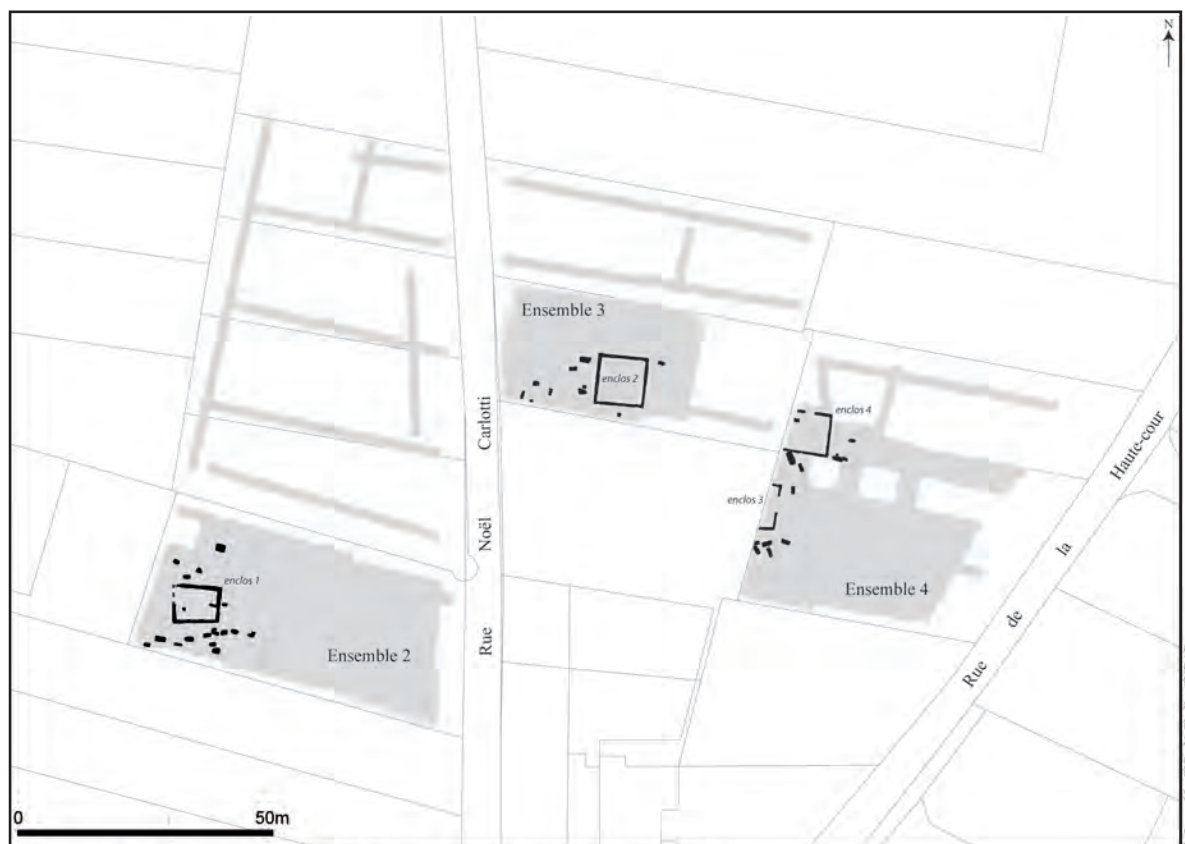 N
Ensemble 3
enclos 2
enclos 4
enclos 3
Ensemble 4
enclos 1
Ensemble 2
Rue Noël Carlotti
Rue de la Haute-cour
0 50m